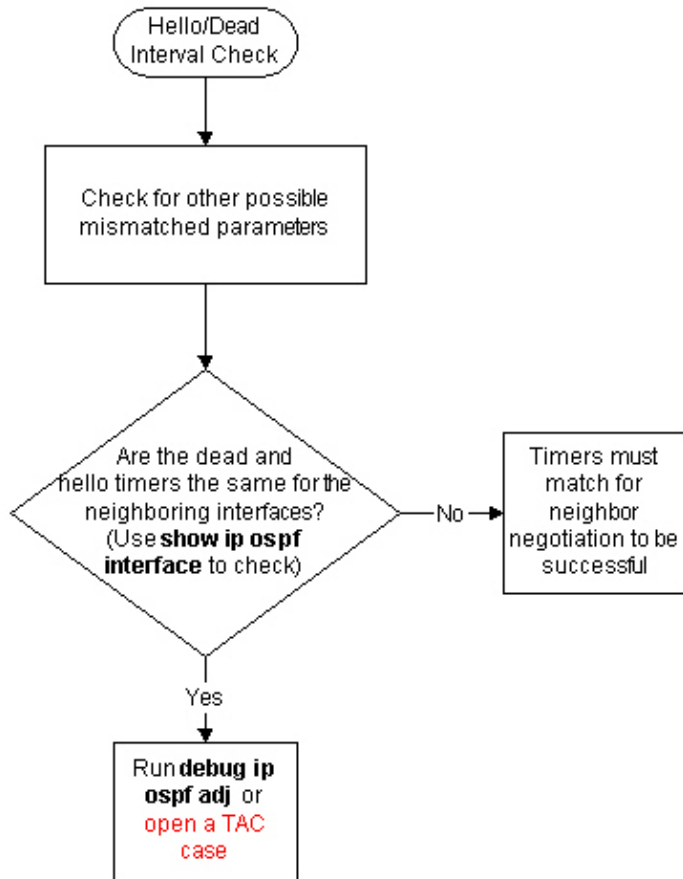 Hello/Dead
Interval Check
Check for other possible
mismatched parameters
Are the dead and
hello timers the same for the
neighboring interfaces?
(Use show ip ospf
interface to check)
No
Timers must
match for
neighbor
negotiation to be
successful
Yes
Run debug ip
ospf adj or
open a TAC
case